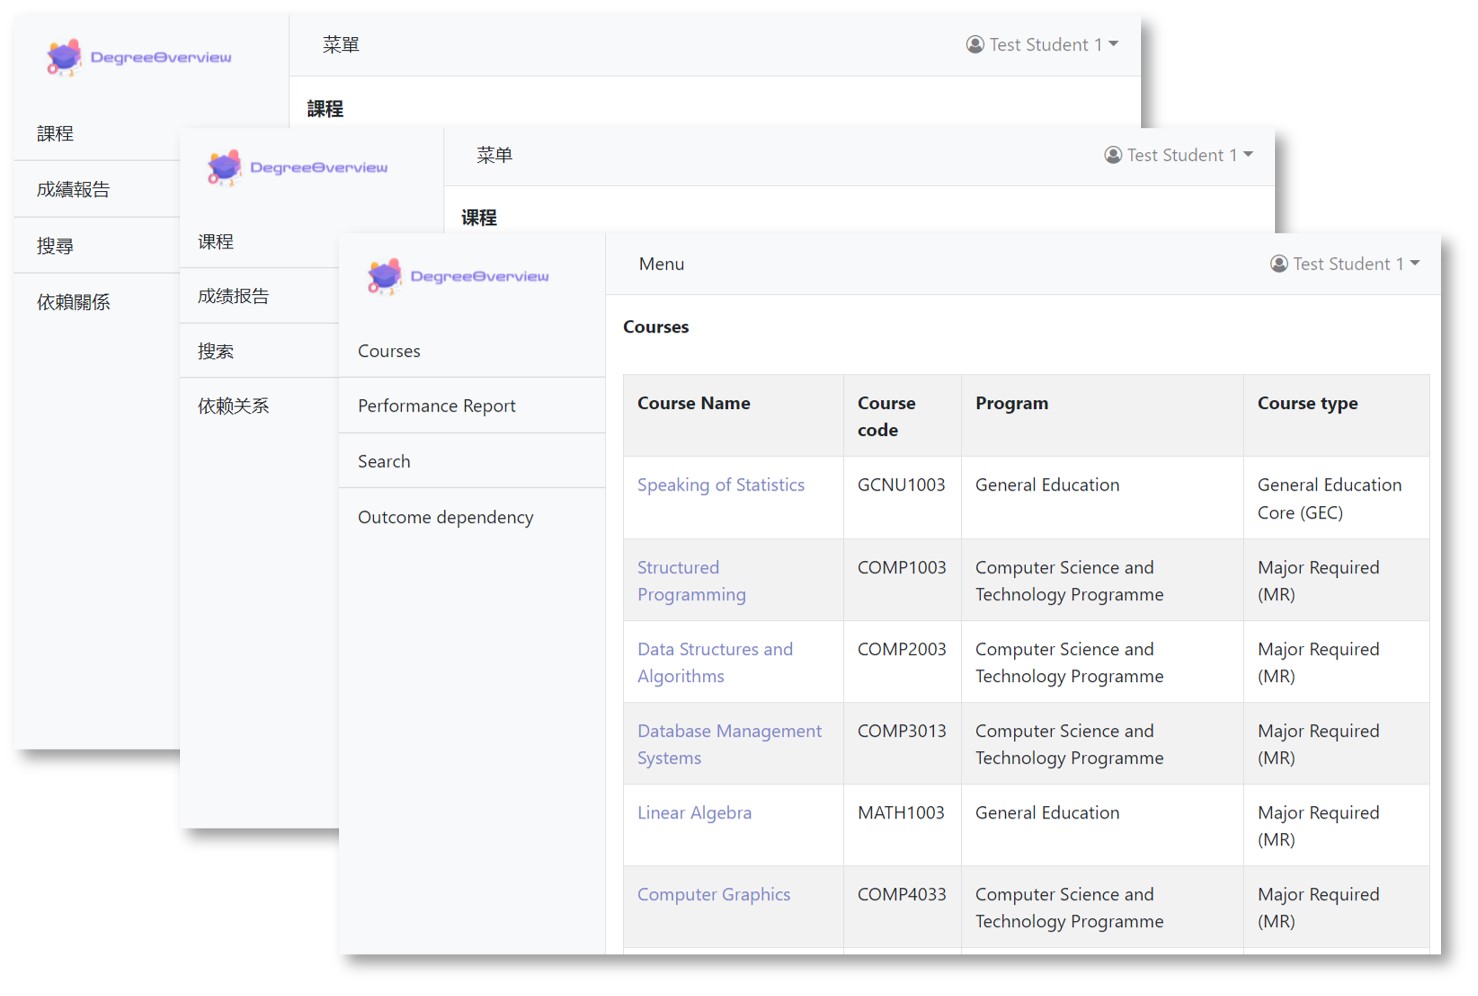 DegreeOverview
菜單
Test Student 1
課程
成績報告
搜尋
依賴關係
課程
DegreeOverview
菜单
Test Student 1
课程
成绩报告
搜索
依赖关系
课程
DegreeOverview
Menu
Test Student 1
Courses
Performance Report
Search
Outcome dependency
Courses
Course Name
Course
code
Program
Course type
Speaking of Statistics
GCNU1003
General Education
General Education
Core (GEC)
Structured
Programming
COMP1003
Computer Science and
Technology Programme
Major Required
(MR)
Data Structures and
Algorithms
COMP2003
Computer Science and
Technology Programme
Major Required
(MR)
Database Management
Systems
COMP3013
Computer Science and
Technology Programme
Major Required
(MR)
Linear Algebra
MATH1003
General Education
Major Required
(MR)
Computer Graphics
COMP4033
Computer Science and
Technology Programme
Major Required
(MR)